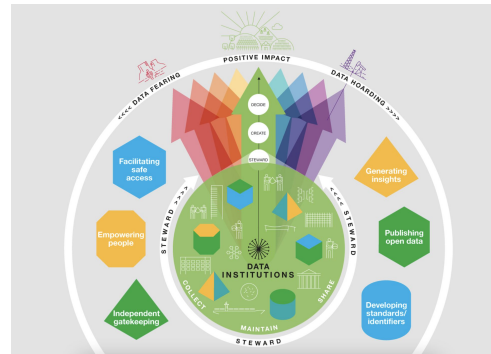 POSITIVE IMPACT
<<<< DATA FEARING
DATA HOARDING >>>>
DECIDE
CREATE
STEWARD
Facilitating
safe
access
Generating
insights
STEWARD >>>>
<<<< STEWARD
Empowering
people
Publishing
open data
DATA
INSTITUTIONS
Independent
gatekeeping
Developing
standards/
identifiers
COLLECT
MAINTAIN
SHARE
STEWARD